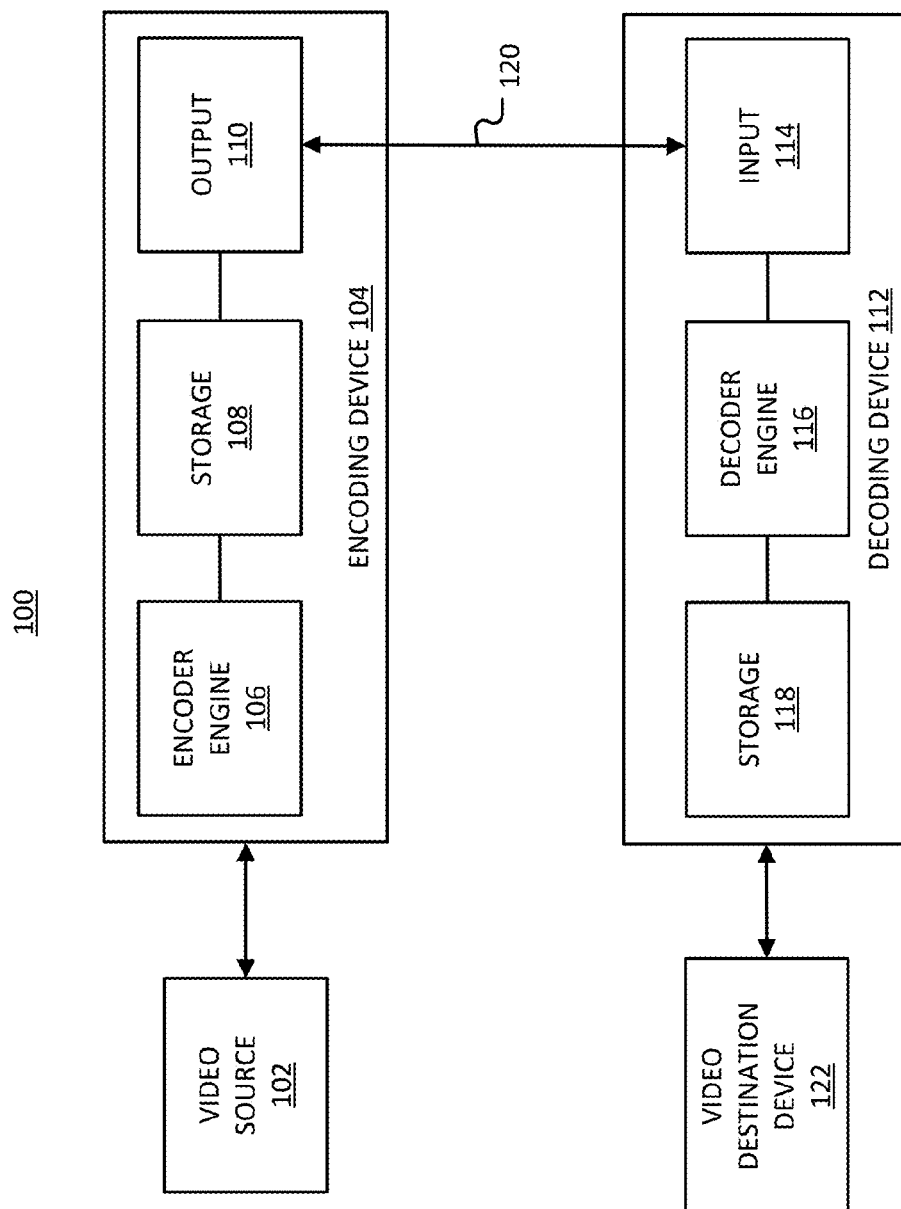 100
VIDEO
SOURCE
102
ENCODER
ENGINE
106
STORAGE
108
OUTPUT
110
ENCODING DEVICE 104
120
VIDEO
DESTINATION
DEVICE
122
STORAGE
118
DECODER
ENGINE
116
INPUT
114
DECODING DEVICE 112